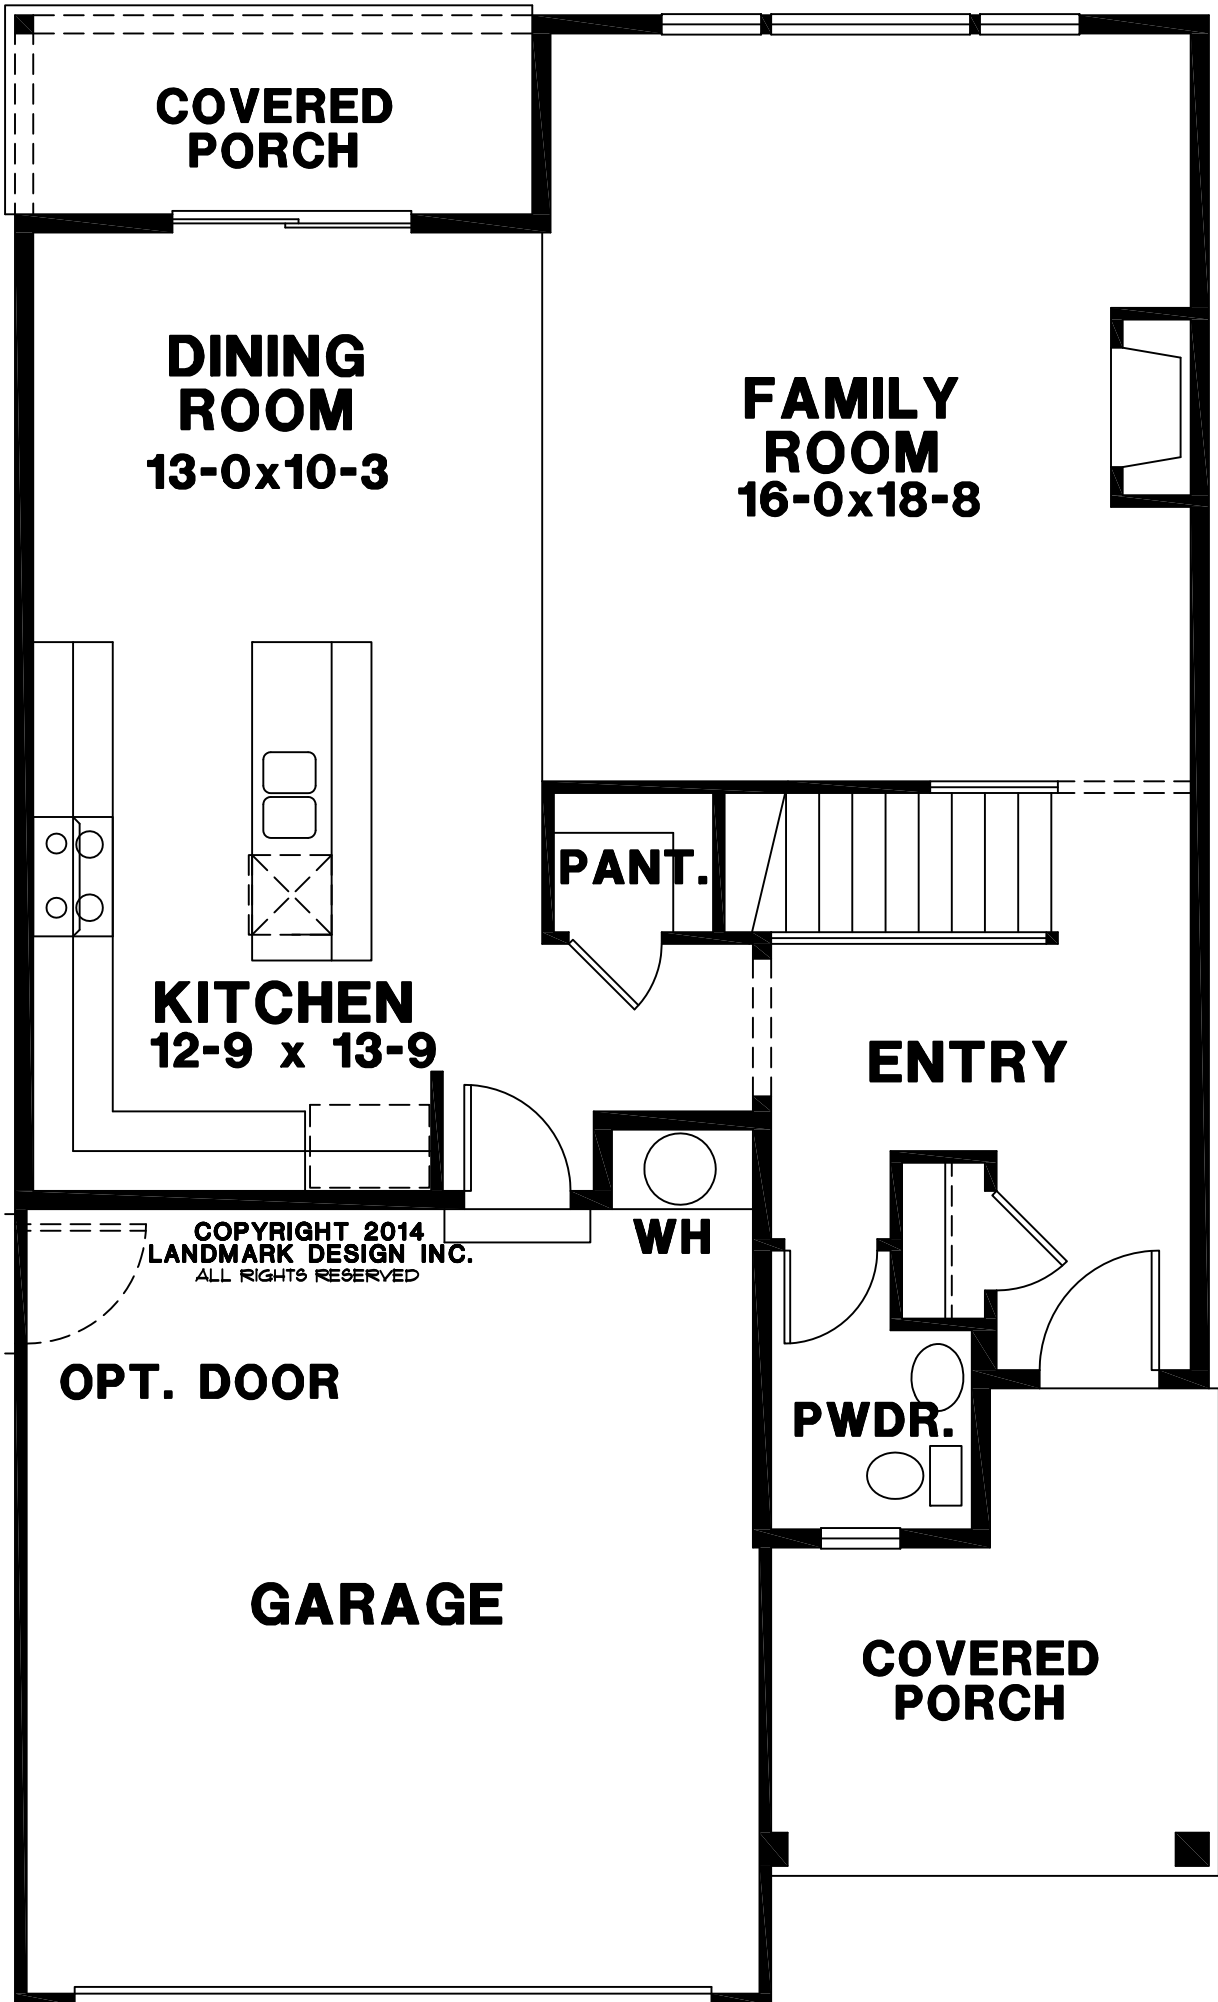 COVERED
PORCH
DINING
ROOM
13-0x10-3
FAMILY
ROOM
16-0x18-8
PANT.
KITCHEN
12-9 x 13-9
ENTRY
COPYRIGHT 2014
LANDMARK DESIGN INC.
ALL RIGHTS RESERVED
WH
OPT. DOOR
PWDR.
GARAGE
COVERED
PORCH